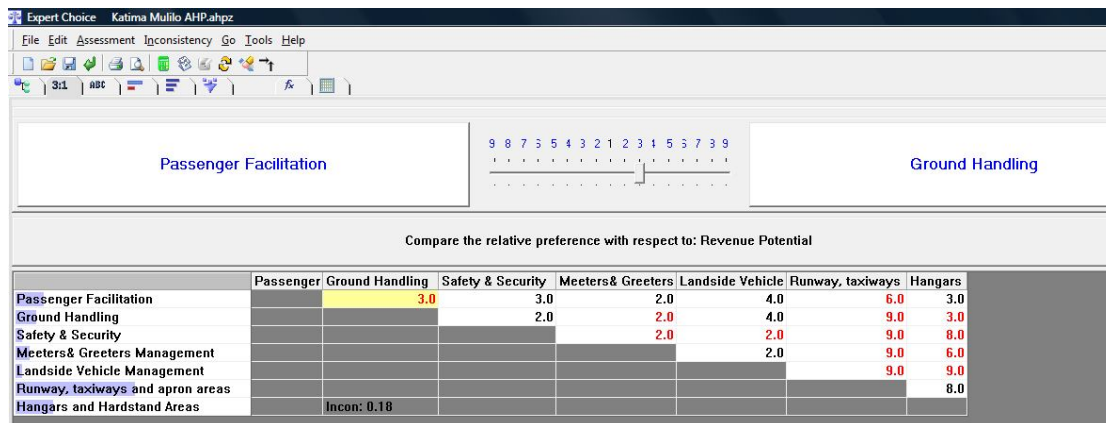 Expert Choice Katima Mulilo AHP.ahpz
File Edit Assessment Inconsistency Go Tools Help
3:1 ABC fx
9 8 7 6 5 4 3 2 1 2 3 4 5 6 7 8 9
Passenger Facilitation Ground Handling
Compare the relative preference with respect to: Revenue Potential
Passenger Ground Handling Safety & Security Meeters& Greeters Landside Vehicle Runway, taxiways Hangars
Passenger Facilitation 3.0 3.0 2.0 4.0 6.0 3.0
Ground Handling 2.0 2.0 4.0 9.0 3.0
Safety & Security 2.0 2.0 9.0 8.0
Meeters& Greeters Management 2.0 9.0 6.0
Landside Vehicle Management 9.0 9.0
Runway, taxiways and apron areas 8.0
Hangars and Hardstand Areas Incon: 0.18